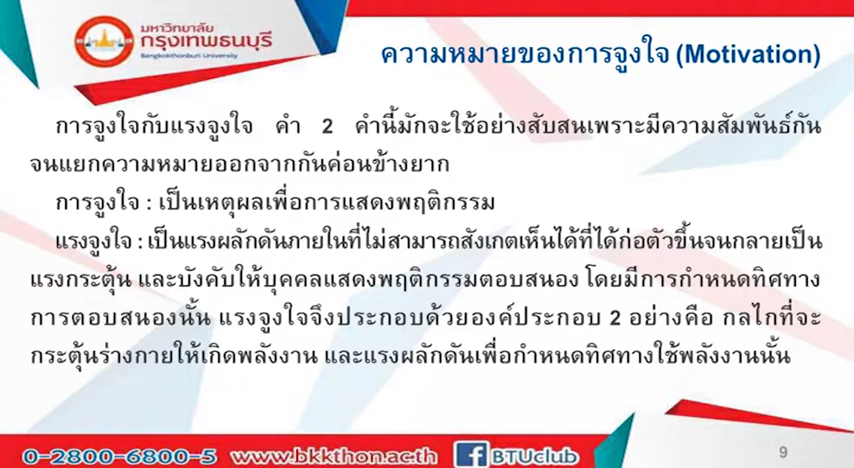 มหาวิทยาลัย
กรุงเทพธนบุรี
Bangkokthonburi University
ความหมายของการจูงใจ (Motivation)
การจูงใจกับแรงจูงใจ คำ 2 คำนี้มักจะใช้อย่างสับสนเพราะมีความสัมพันธ์กัน
จนแยกความหมายออกจากกันค่อนข้างยาก
การจูงใจ : เป็นเหตุผลเพื่อการแสดงพฤติกรรม
แรงจูงใจ : เป็นแรงผลักดันภายในที่ไม่สามารถสังเกตเห็นได้ที่ได้ก่อตัวขึ้นจนกลายเป็น
แรงกระตุ้น และบังคับให้บุคคลแสดงพฤติกรรมตอบสนอง โดยมีการกำหนดทิศทาง
การตอบสนองนั้น แรงจูงใจจึงประกอบด้วยองค์ประกอบ 2 อย่างคือ กลไกที่จะ
กระตุ้นร่างกายให้เกิดพลังงาน และแรงผลักดันเพื่อกำหนดทิศทางใช้พลังงานนั้น
0-2800-6800-5 www.bkkthon.ac.th f BTUclub
9